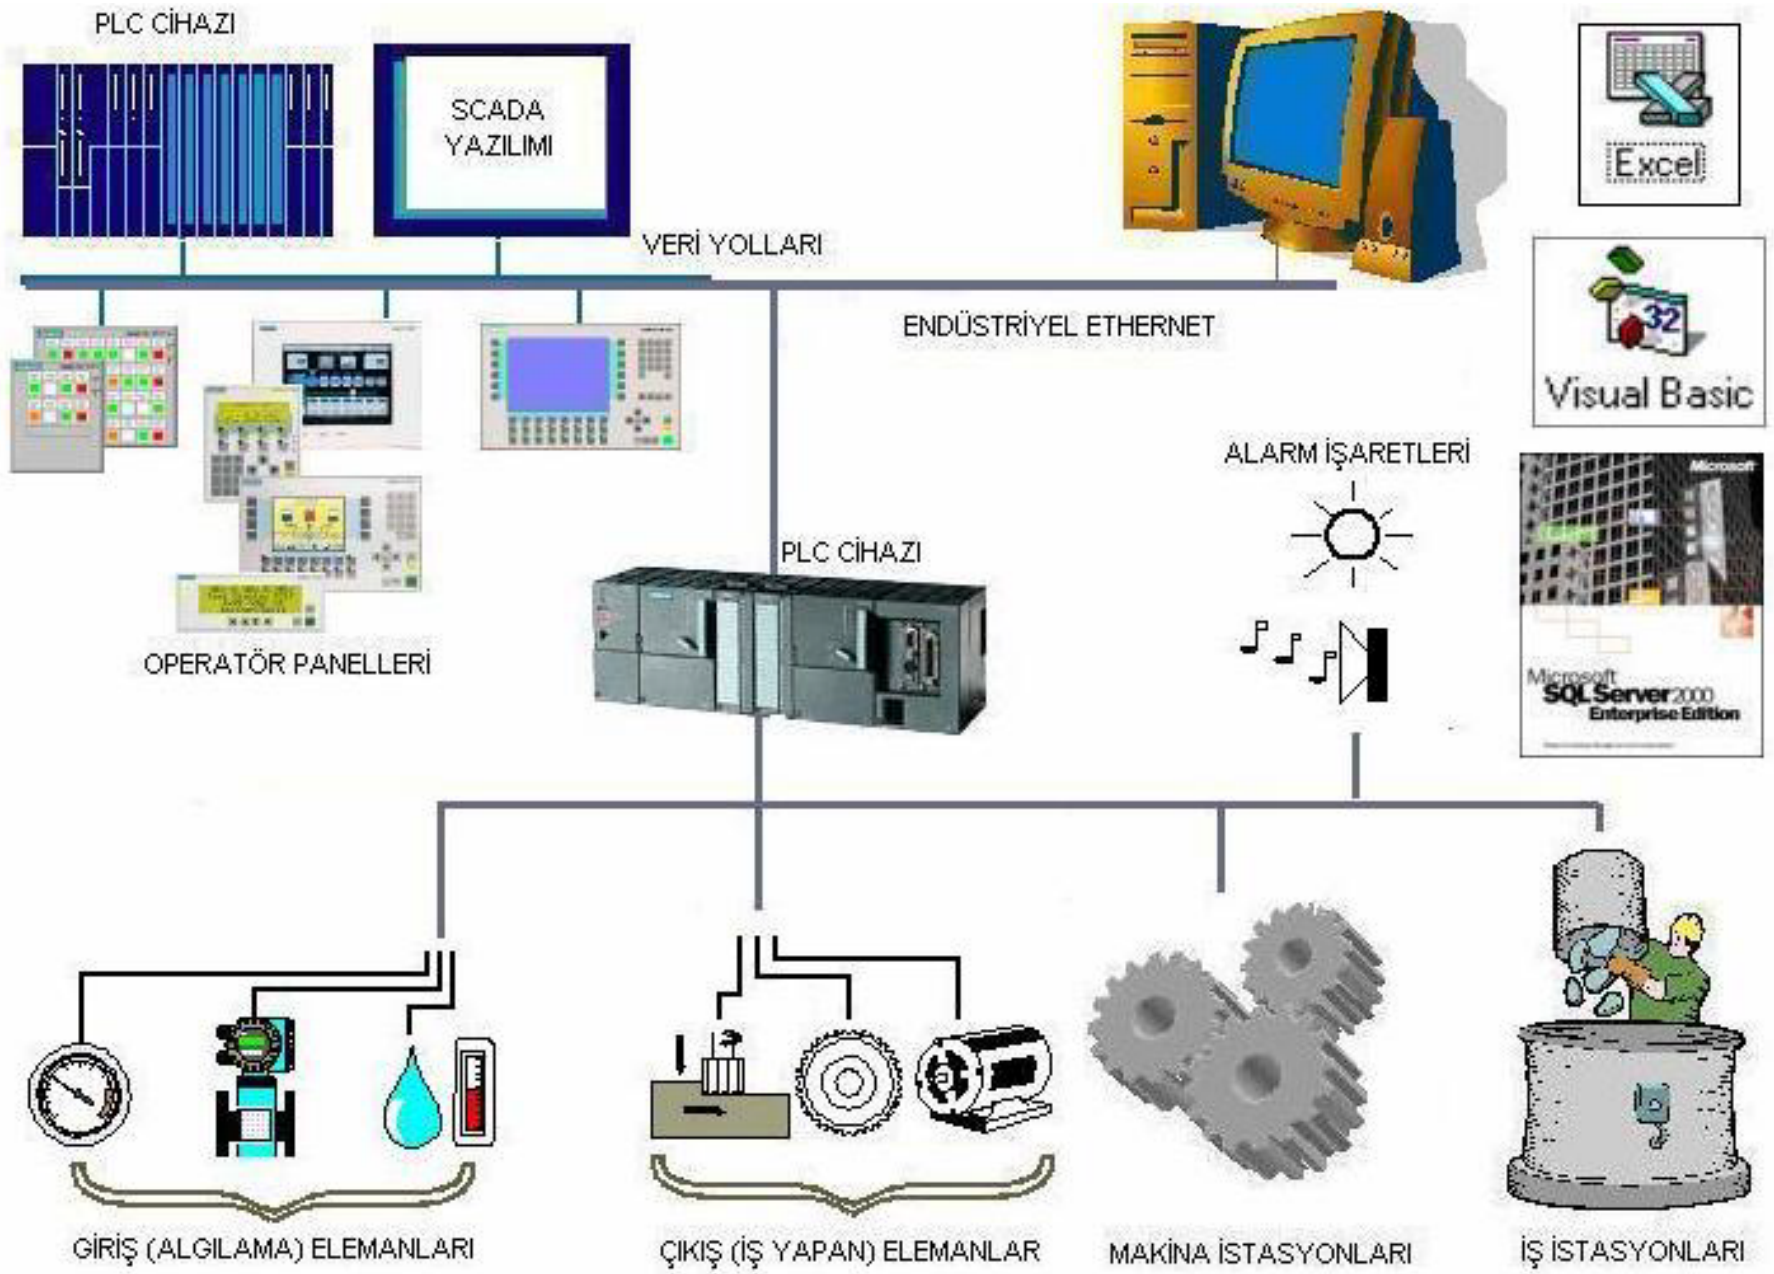 PLC CİHAZI
SCADA
YAZILIMI
Excel
VERİ YOLLARI
ENDÜSTRİYEL ETHERNET
32
Visual Basic
ALARM İŞARETLERİ
Microsoft
PLC CİHAZI
OPERATÖR PANELLERİ
Microsoft
SQL Server 2000
Enterprise Edition
GİRİŞ (ALGILAMA) ELEMANLARI
ÇIKIŞ (İŞ YAPAN) ELEMANLAR
MAKİNA İSTASYONLARI
İŞ İSTASYONLARI